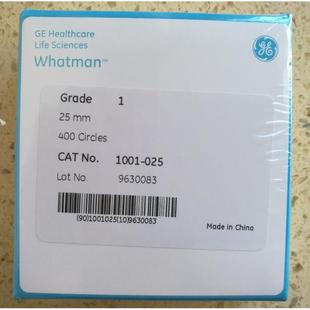 GE Healthcare
Life Sciences
Whatman™
GE
Grade 1
25 mm
400 Circles
CAT No. 1001-025
Lot No. 9630083
(90)1001025(10)9630083
Made in China